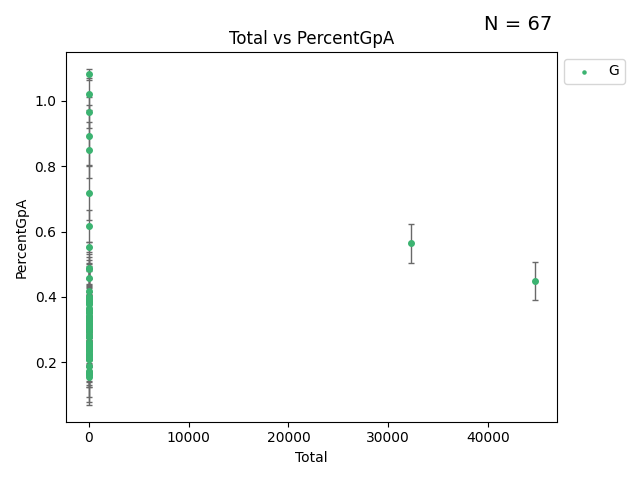 N = 67
Total vs PercentGpA
G
PercentGpA
1.0
0.8
0.6
0.4
0.2
0 10000 20000 30000 40000
Total